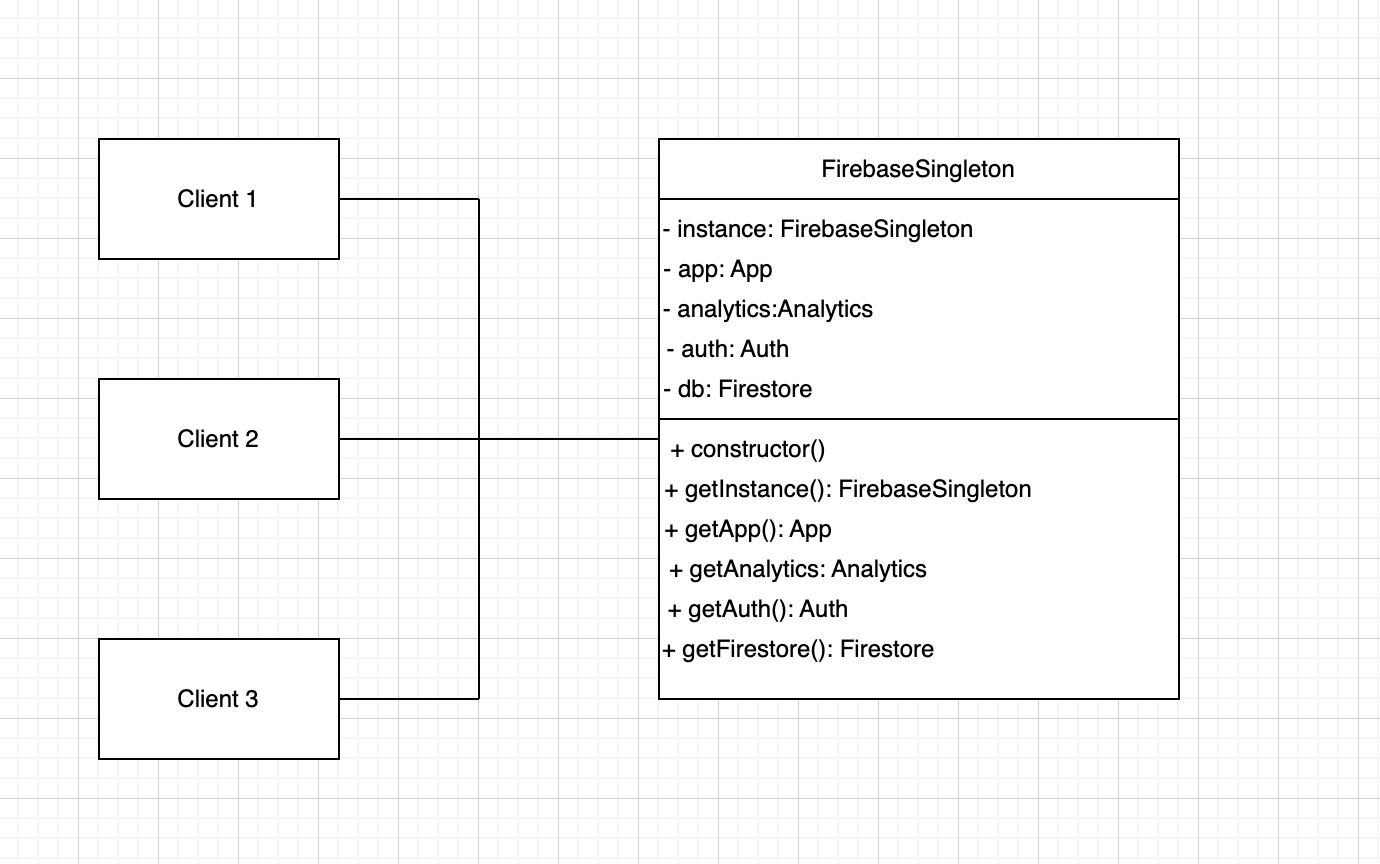 Client 1
Client 2
Client 3
FirebaseSingleton
- instance: FirebaseSingleton
- app: App
- analytics:Analytics
- auth: Auth
- db: Firestore
+ constructor()
+ getInstance(): FirebaseSingleton
+ getApp(): App
+ getAnalytics: Analytics
+ getAuth(): Auth
+ getFirestore(): Firestore